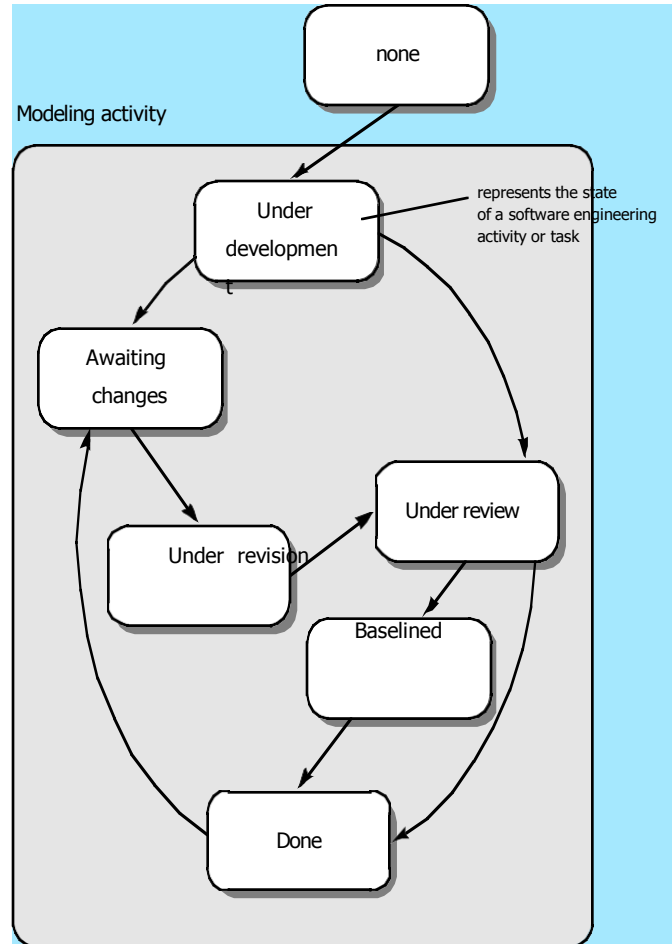 none
Modeling activity
represents the state
of a software engineering
activity or task
Under
developmen
t
Awaiting
changes
Under review
Under revision
Baselined
Done